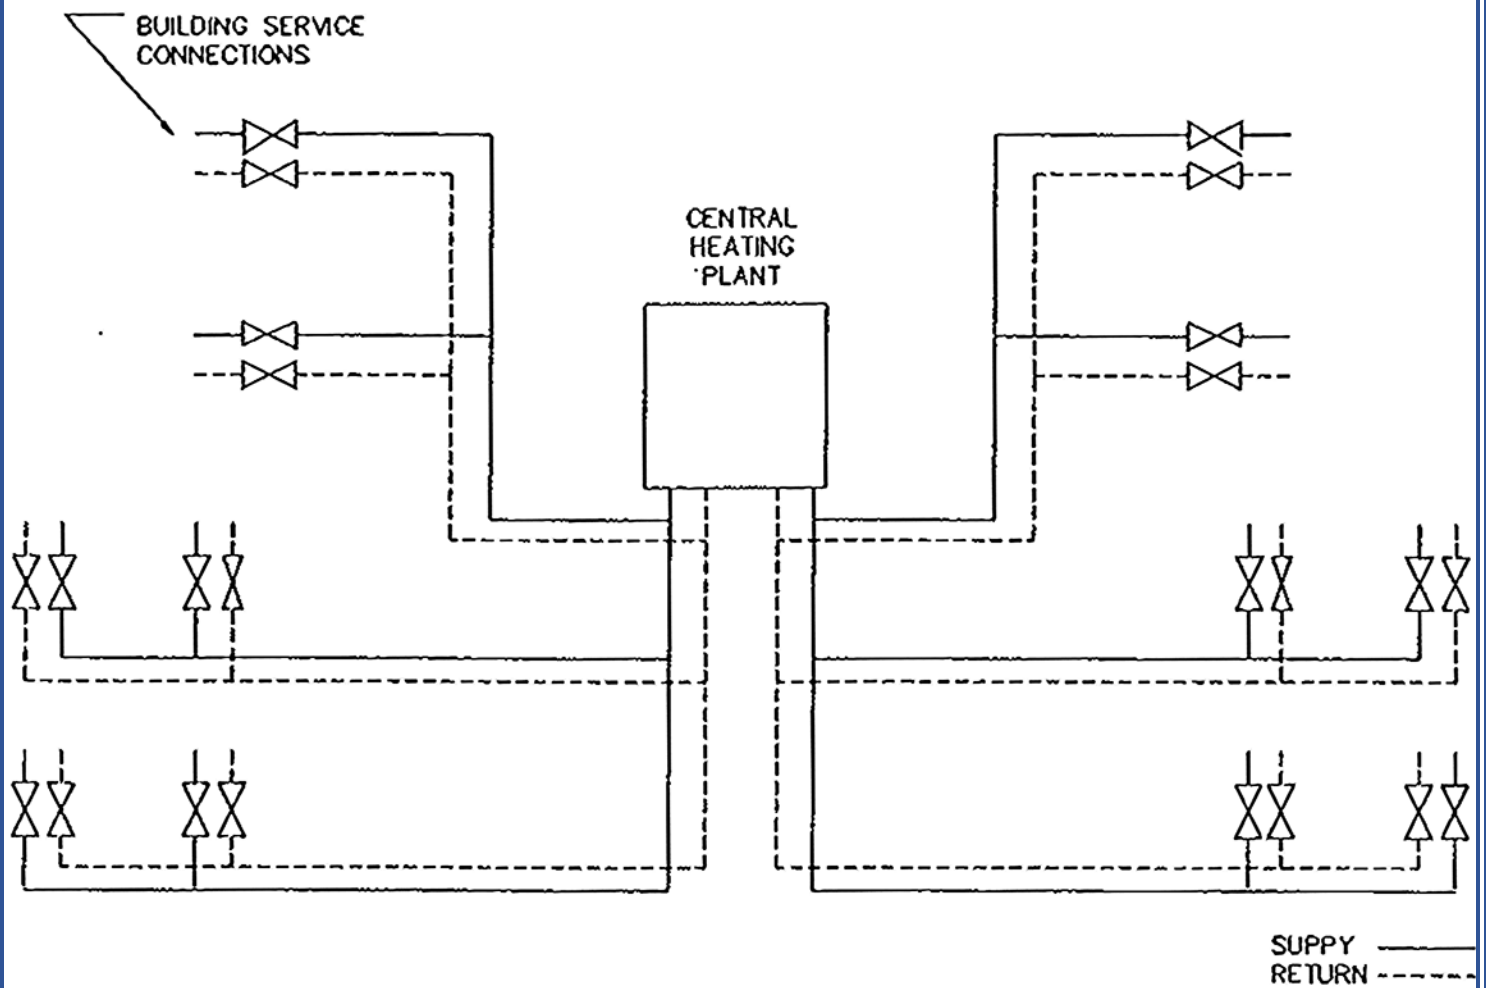 BUILDING SERVICE
CONNECTIONS
CENTRAL
HEATING
PLANT
SUPPY
RETURN